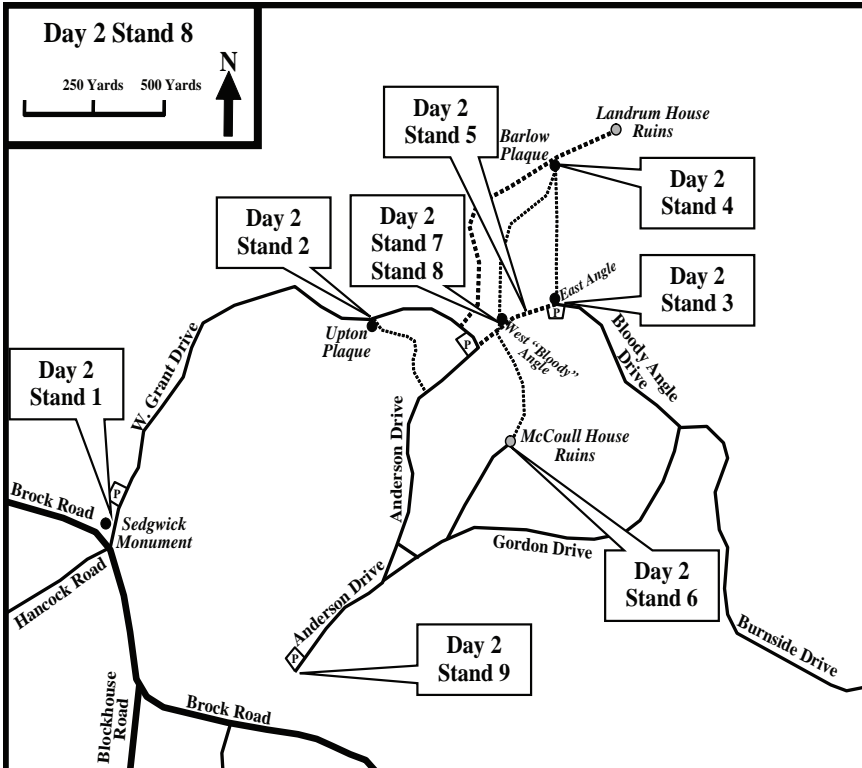 Day 2 Stand 8
250 Yards 500 Yards
N
Day 2
Stand 5
Landrum House
Ruins
Barlow
Plaque
Day 2
Stand 4
Day 2
Stand 2
Day 2
Stand 7
Stand 8
East Angle
P
Day 2
Stand 3
Upton
Plaque
P
West "Bloody"
Angle
Bloody Angle
Drive
W. Grant Drive
Day 2
Stand 1
P
Anderson Drive
McCoull House
Ruins
Brock Road
Sedgwick
Monument
Hancock Road
Gordon Drive
Day 2
Stand 6
Anderson Drive
P
Day 2
Stand 9
Burnside Drive
Brock Road
Blockhouse
Road